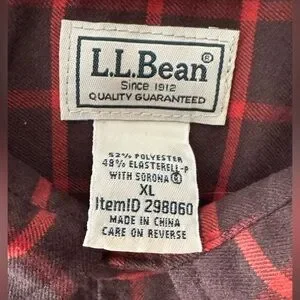 L.L.Bean®
Since 1912
QUALITY GUARANTEED
52% POLYESTER
48% ELASTERELL-P
WITH SORONA®
XL
ItemID 298060
MADE IN CHINA
CARE ON REVERSE